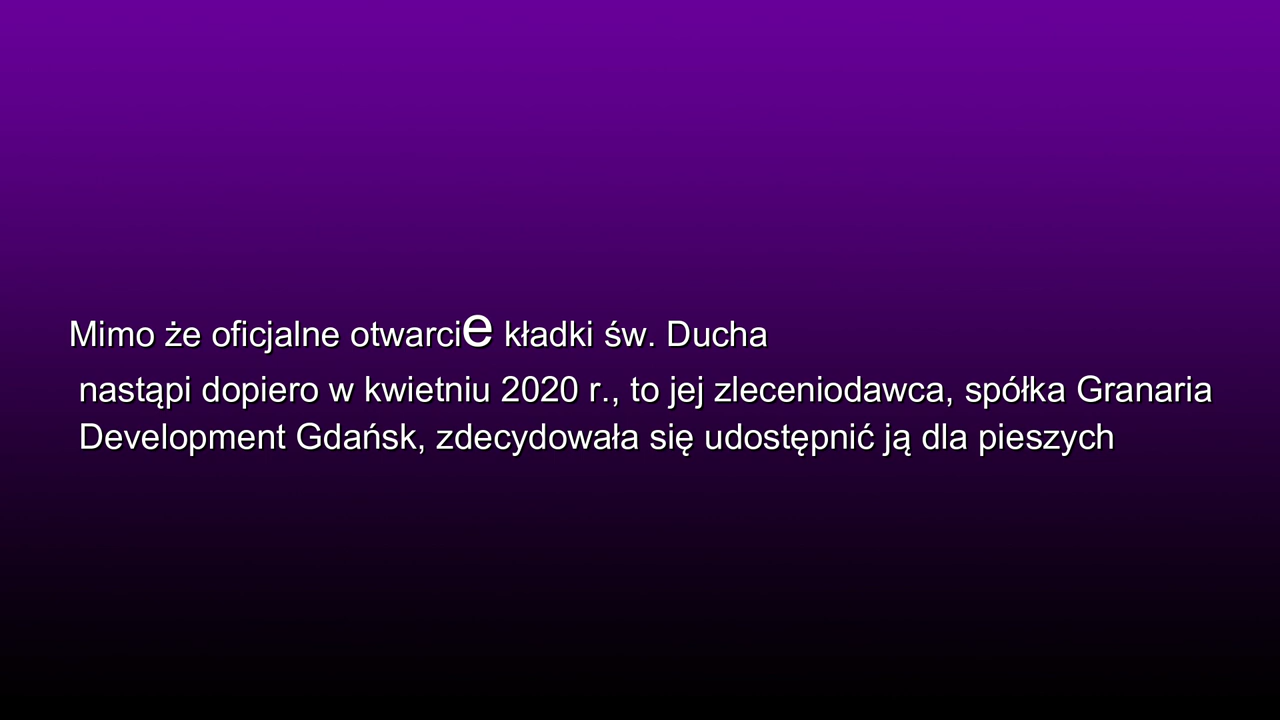 Mimo że oficjalne otwarcie kładki św. Ducha
nastąpi dopiero w kwietniu 2020 r., to jej zleceniodawca, spółka Granaria
Development Gdańsk, zdecydowała się udostępnić ją dla pieszych